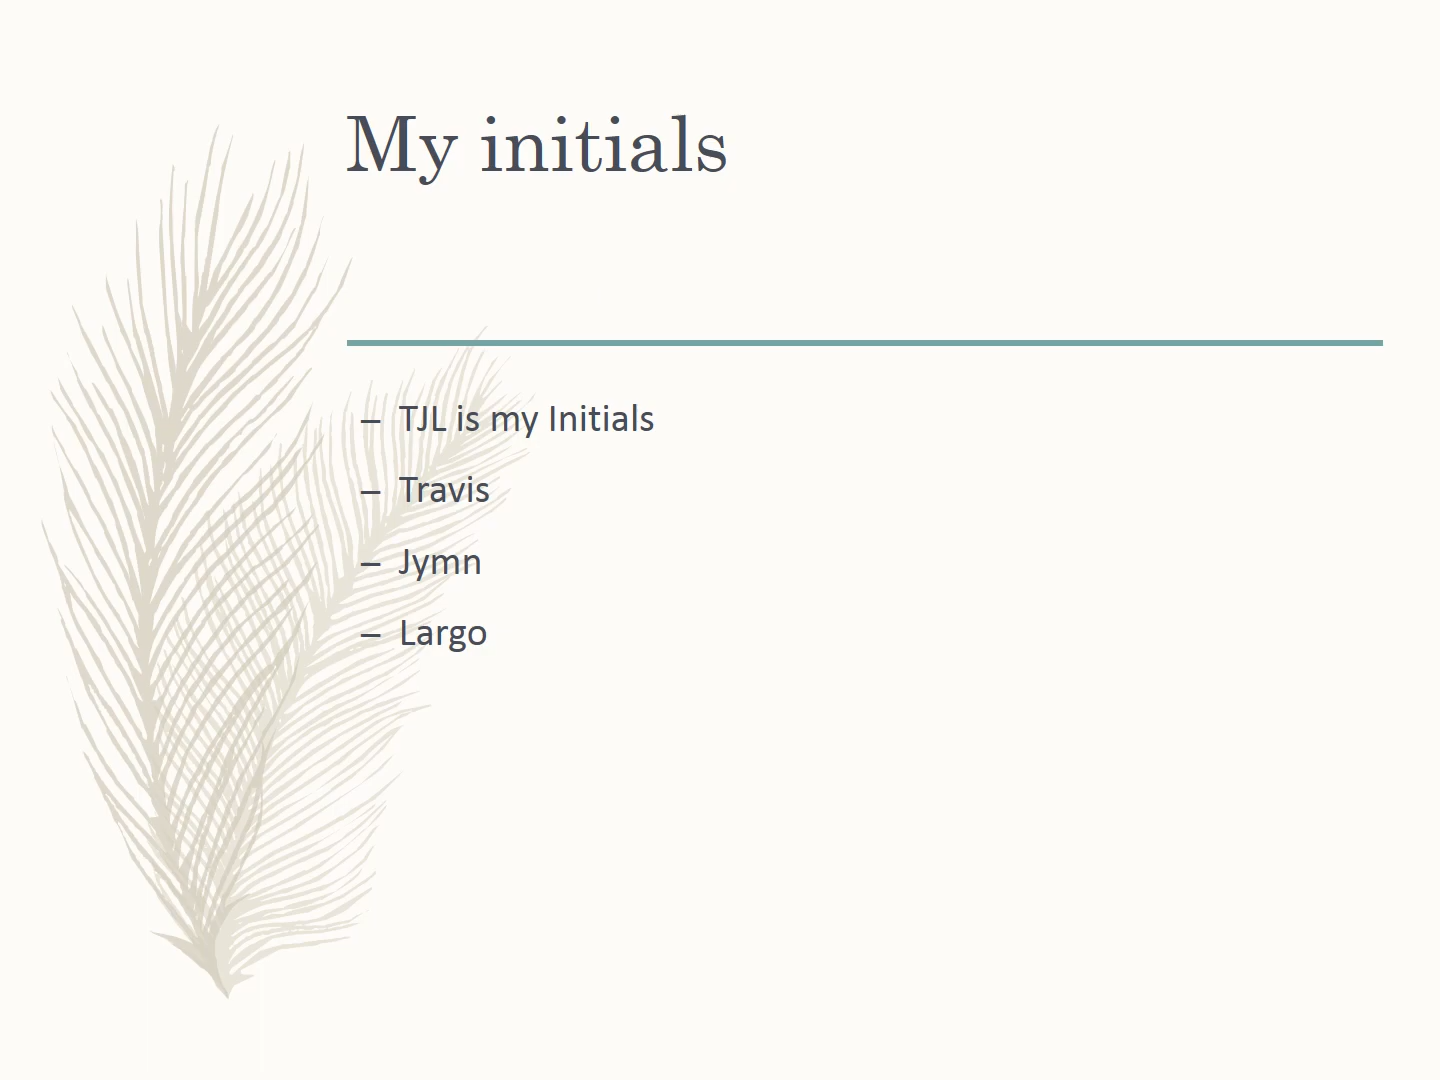 My initials
– TJL is my Initials
– Travis
– Jymn
– Largo